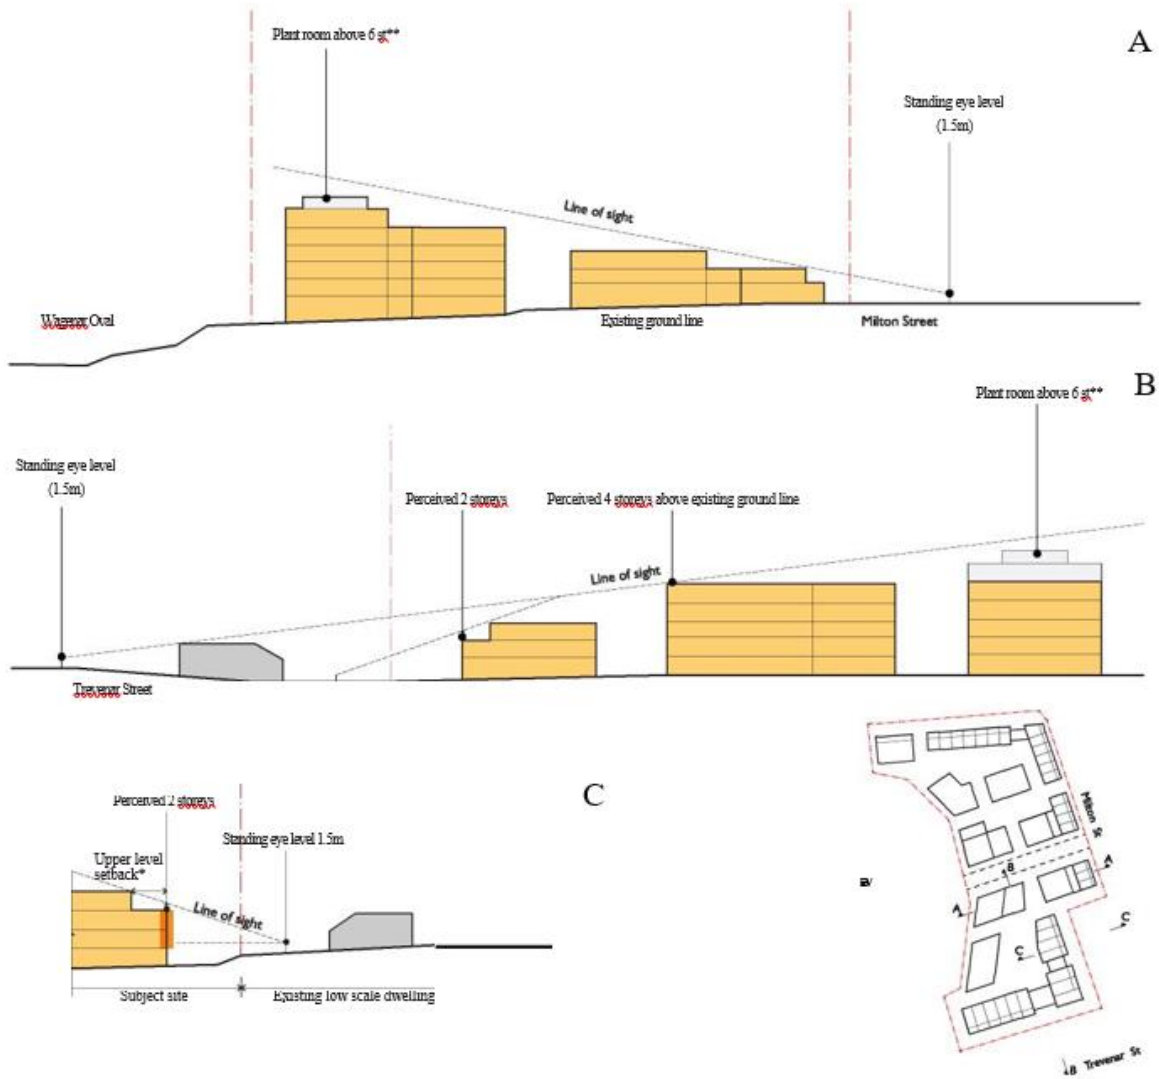 Plant room above 6 st**
A
Standing eye level
(1.5m)
Line of sight
Wagenar Oval
Existing ground line
Milton Street
B
Plant room above 6 st**
Standing eye level
(1.5m)
Perceived 2 storeys
Perceived 4 storeys above existing ground line
Line of sight
Trevenar Street
C
Perceived 2 storeys
Standing eye level 1.5m
Upper level
setback*
Line of sight
Subject site
Existing low scale dwelling
Milton St
B
A
A
C
C
B
Trevenar St